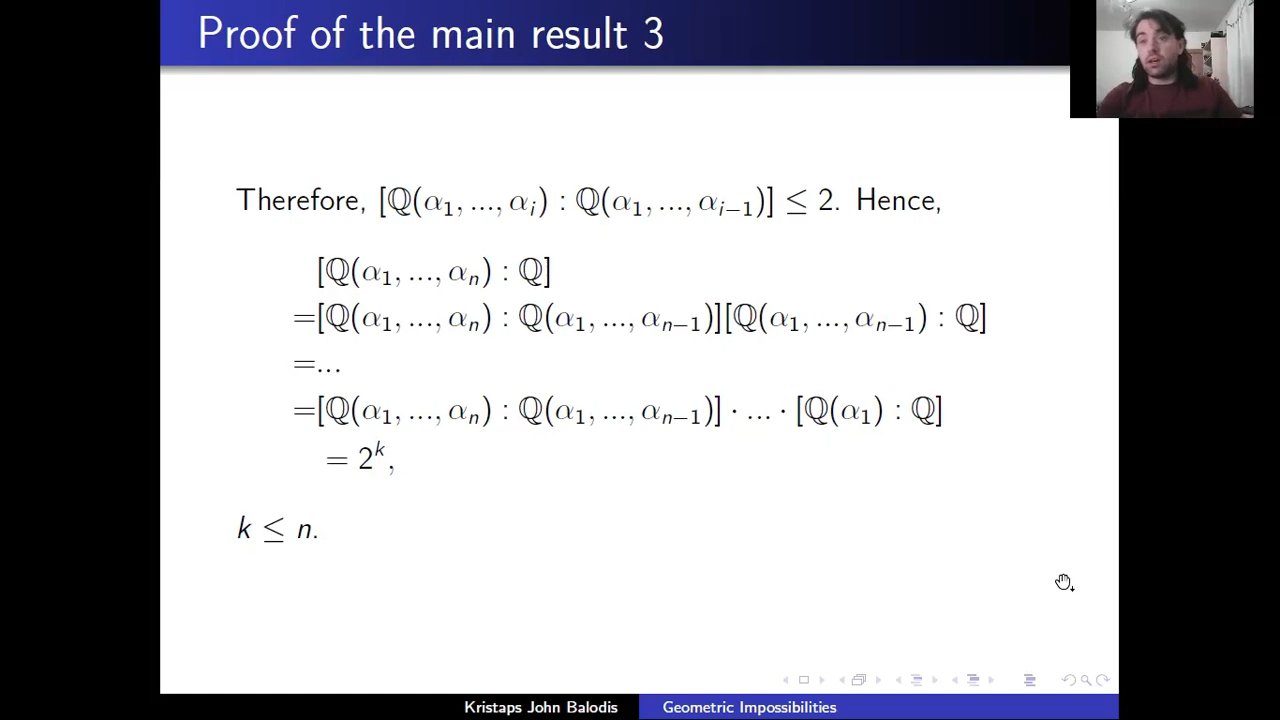 Proof of the main result 3
Therefore, [ℚ(α₁, ..., αᵢ) : ℚ(α₁, ..., αᵢ₋₁)] ≤ 2. Hence,
[ℚ(α₁, ..., αₙ) : ℚ]
=[ℚ(α₁, ..., αₙ) : ℚ(α₁, ..., αₙ₋₁)][ℚ(α₁, ..., αₙ₋₁) : ℚ]
=...
=[ℚ(α₁, ..., αₙ) : ℚ(α₁, ..., αₙ₋₁)] · ... · [ℚ(α₁) : ℚ]
= 2ᵏ,
k ≤ n.
Kristaps John Balodis Geometric Impossibilities